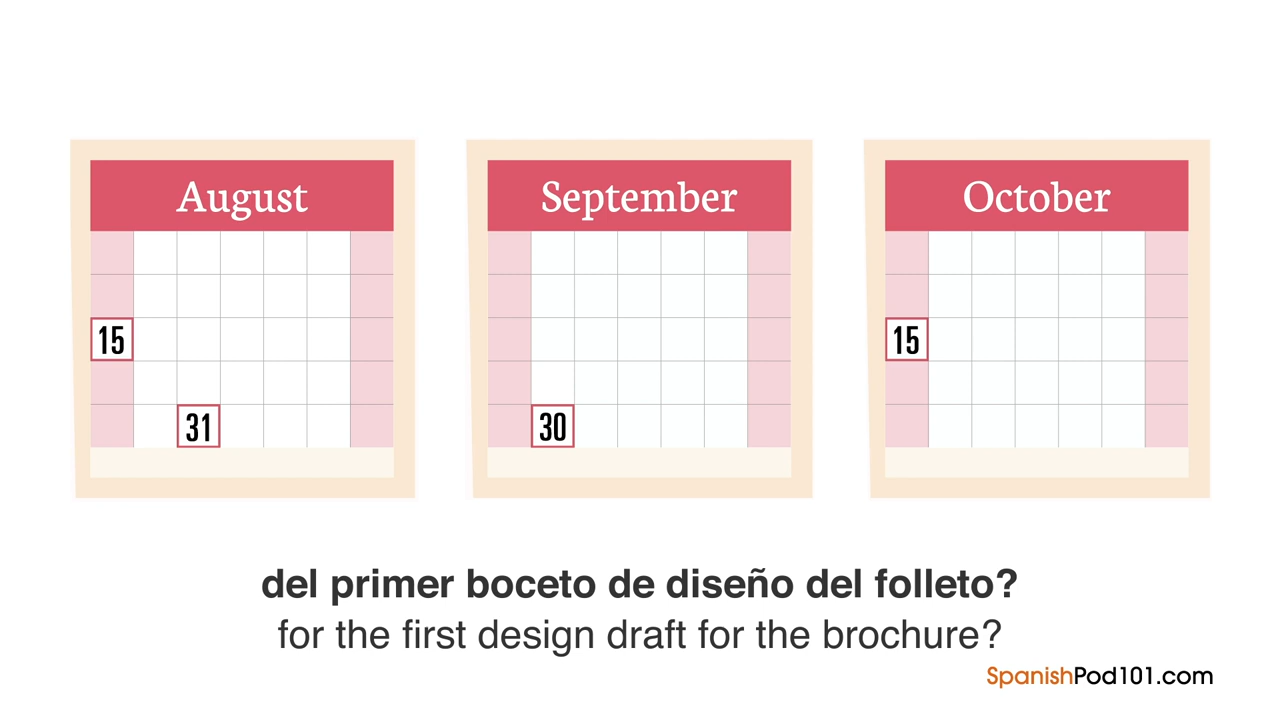 August
September
October
15
31
30
15
del primer boceto de diseño del folleto?
for the first design draft for the brochure?
SpanishPod101.com